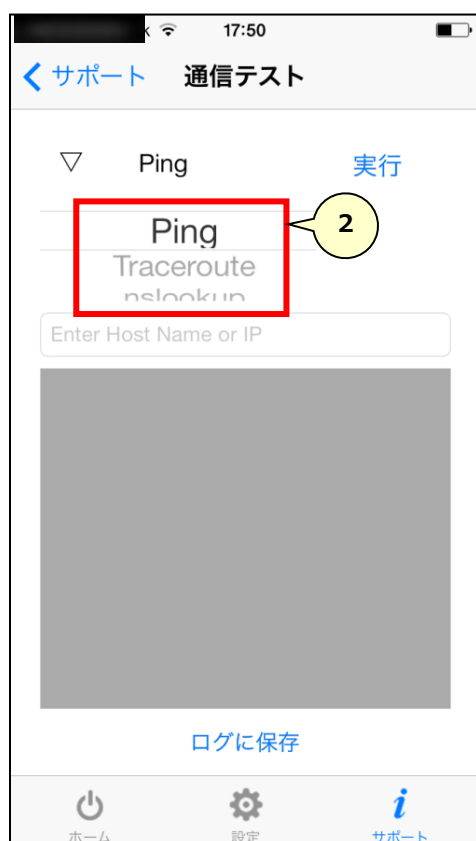 17:50
サポート 通信テスト
▽ Ping 実行
Ping
2
Traceroute
nslookup
Enter Host Name or IP
ログに保存
ホーム 設定 サポート